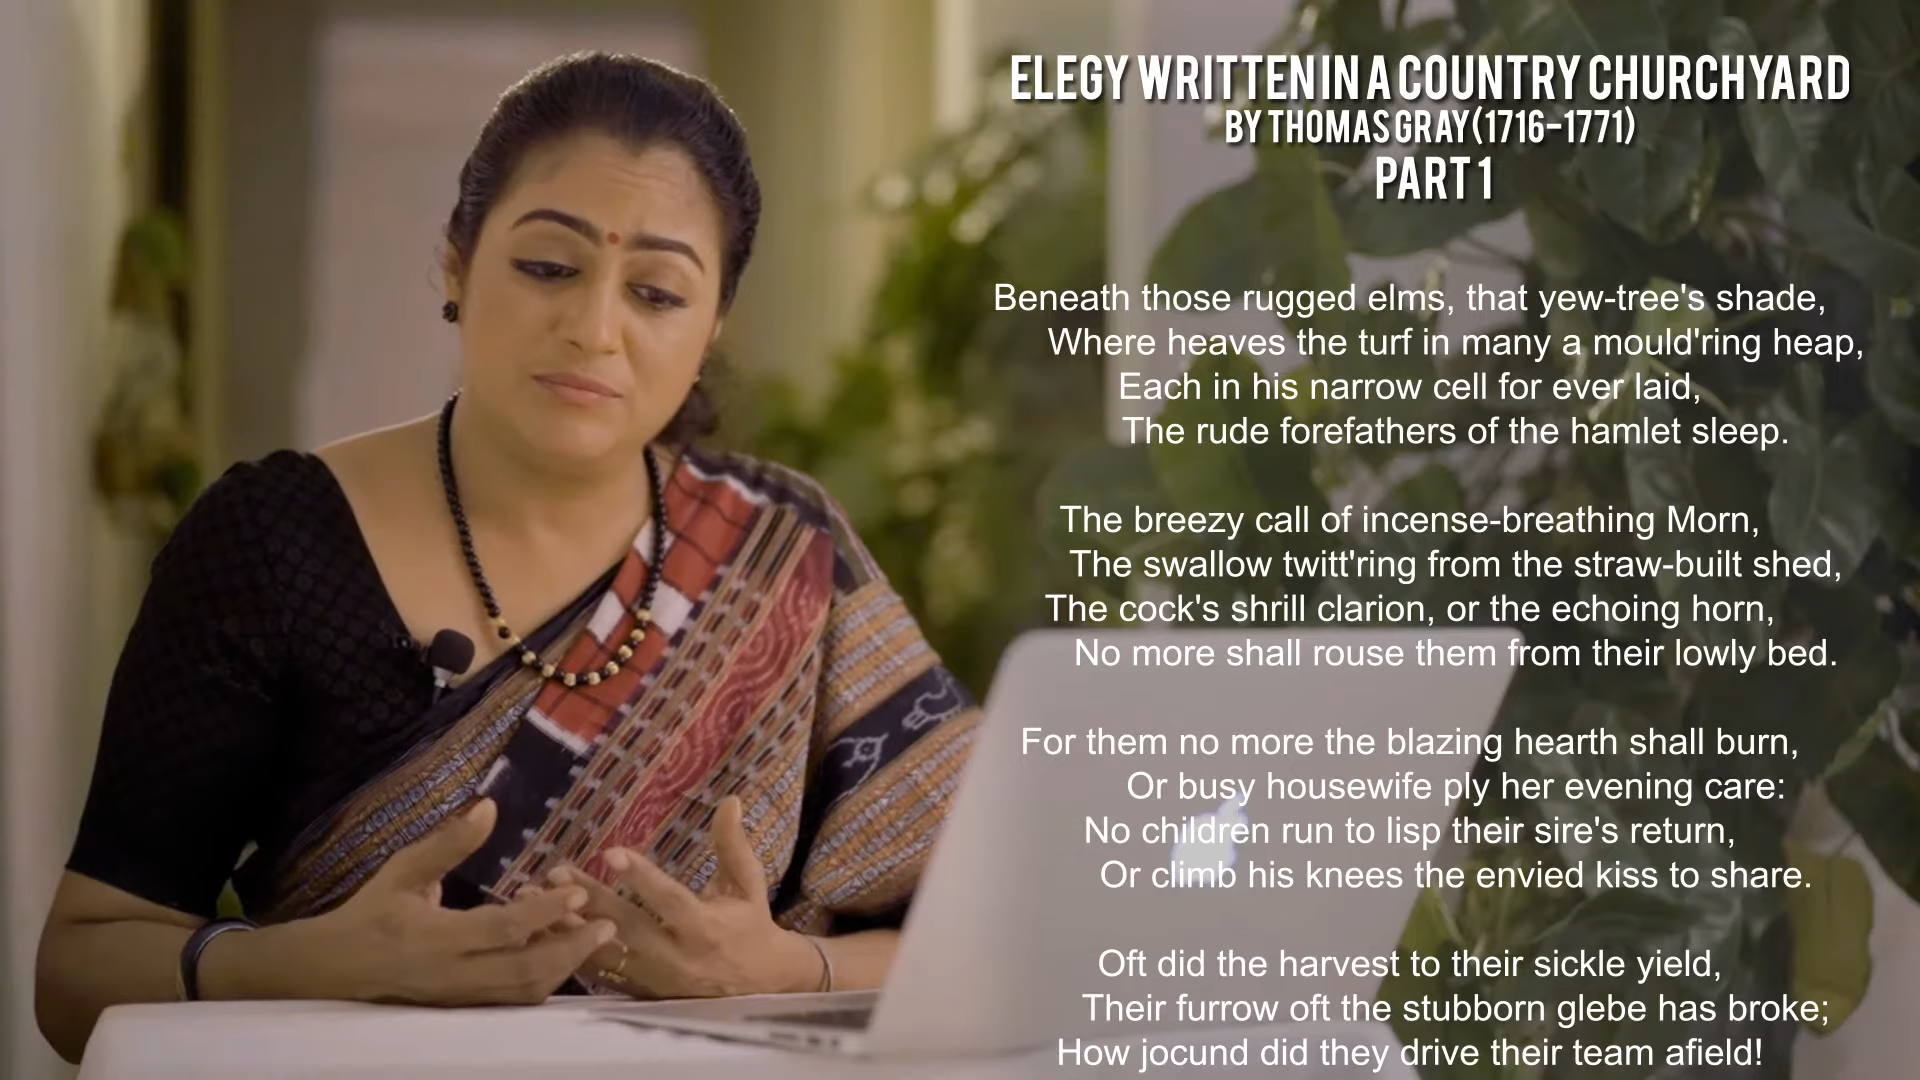 ELEGY WRITTEN IN A COUNTRY CHURCHYARD
BY THOMAS GRAY (1716-1771)
PART 1
Beneath those rugged elms, that yew-tree's shade,
Where heaves the turf in many a mould'ring heap,
Each in his narrow cell for ever laid,
The rude forefathers of the hamlet sleep.
The breezy call of incense-breathing Morn,
The swallow twitt'ring from the straw-built shed,
The cock's shrill clarion, or the echoing horn,
No more shall rouse them from their lowly bed.
For them no more the blazing hearth shall burn,
Or busy housewife ply her evening care:
No children run to lisp their sire's return,
Or climb his knees the envied kiss to share.
Oft did the harvest to their sickle yield,
Their furrow oft the stubborn glebe has broke;
How jocund did they drive their team afield!